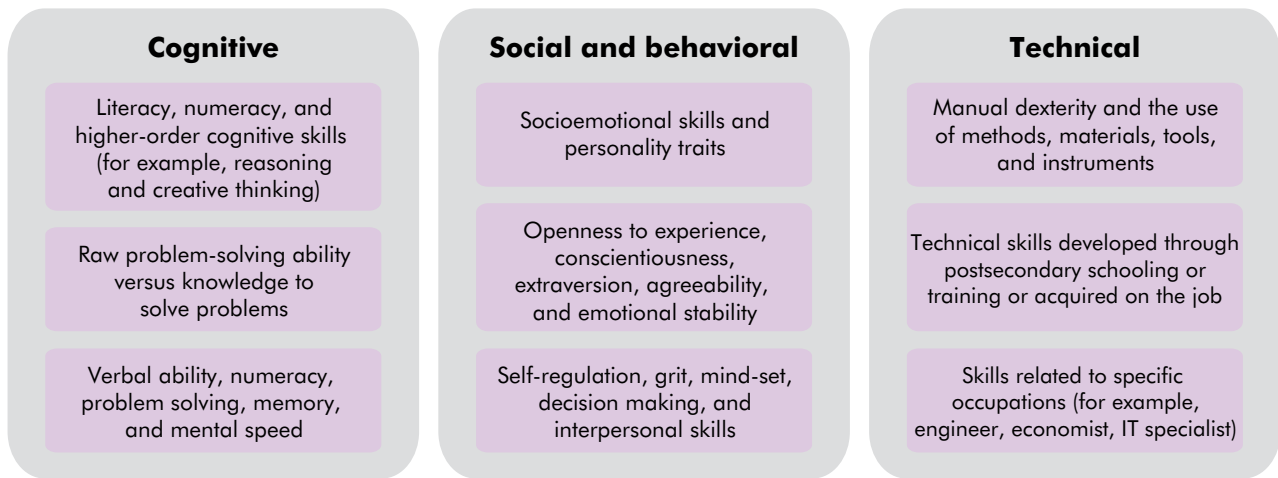 Cognitive
Literacy, numeracy, and
higher-order cognitive skills
(for example, reasoning
and creative thinking)
Raw problem-solving ability
versus knowledge to
solve problems
Verbal ability, numeracy,
problem solving, memory,
and mental speed
Social and behavioral
Socioemotional skills and
personality traits
Openness to experience,
conscientiousness,
extraversion, agreeability,
and emotional stability
Self-regulation, grit, mind-set,
decision making, and
interpersonal skills
Technical
Manual dexterity and the use
of methods, materials, tools,
and instruments
Technical skills developed through
postsecondary schooling or
training or acquired on the job
Skills related to specific
occupations (for example,
engineer, economist, IT specialist)